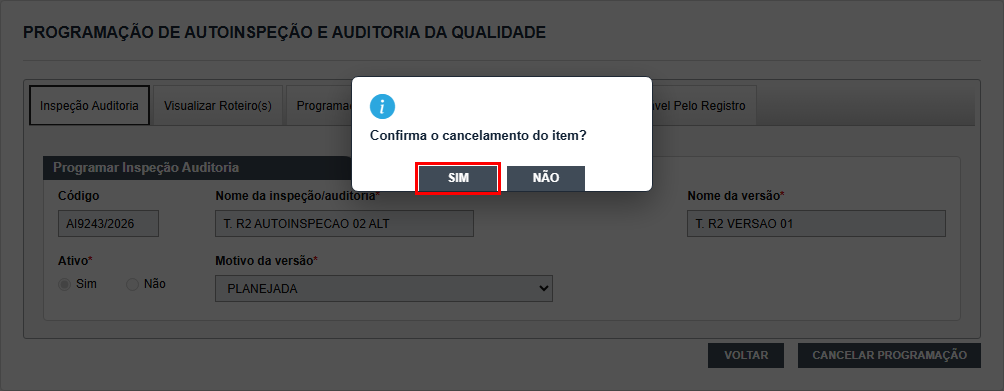 PROGRAMAÇÃO DE AUTOINSPEÇÃO E AUDITORIA DA QUALIDADE
Inspeção Auditoria
Visualizar Roteiro(s)
Pelo Registro
i
Confirma o cancelamento do item?
SIM
NÃO
Programar Inspeção Auditoria
Código
Nome da inspeção/auditoria*
Nome da versão*
AI9243/2026
T. R2 AUTOINSPECAO 02 ALT
T. R2 VERSAO 01
Ativo*
Motivo da versão*
Sim
Não
PLANEJADA
VOLTAR
CANCELAR PROGRAMAÇÃO